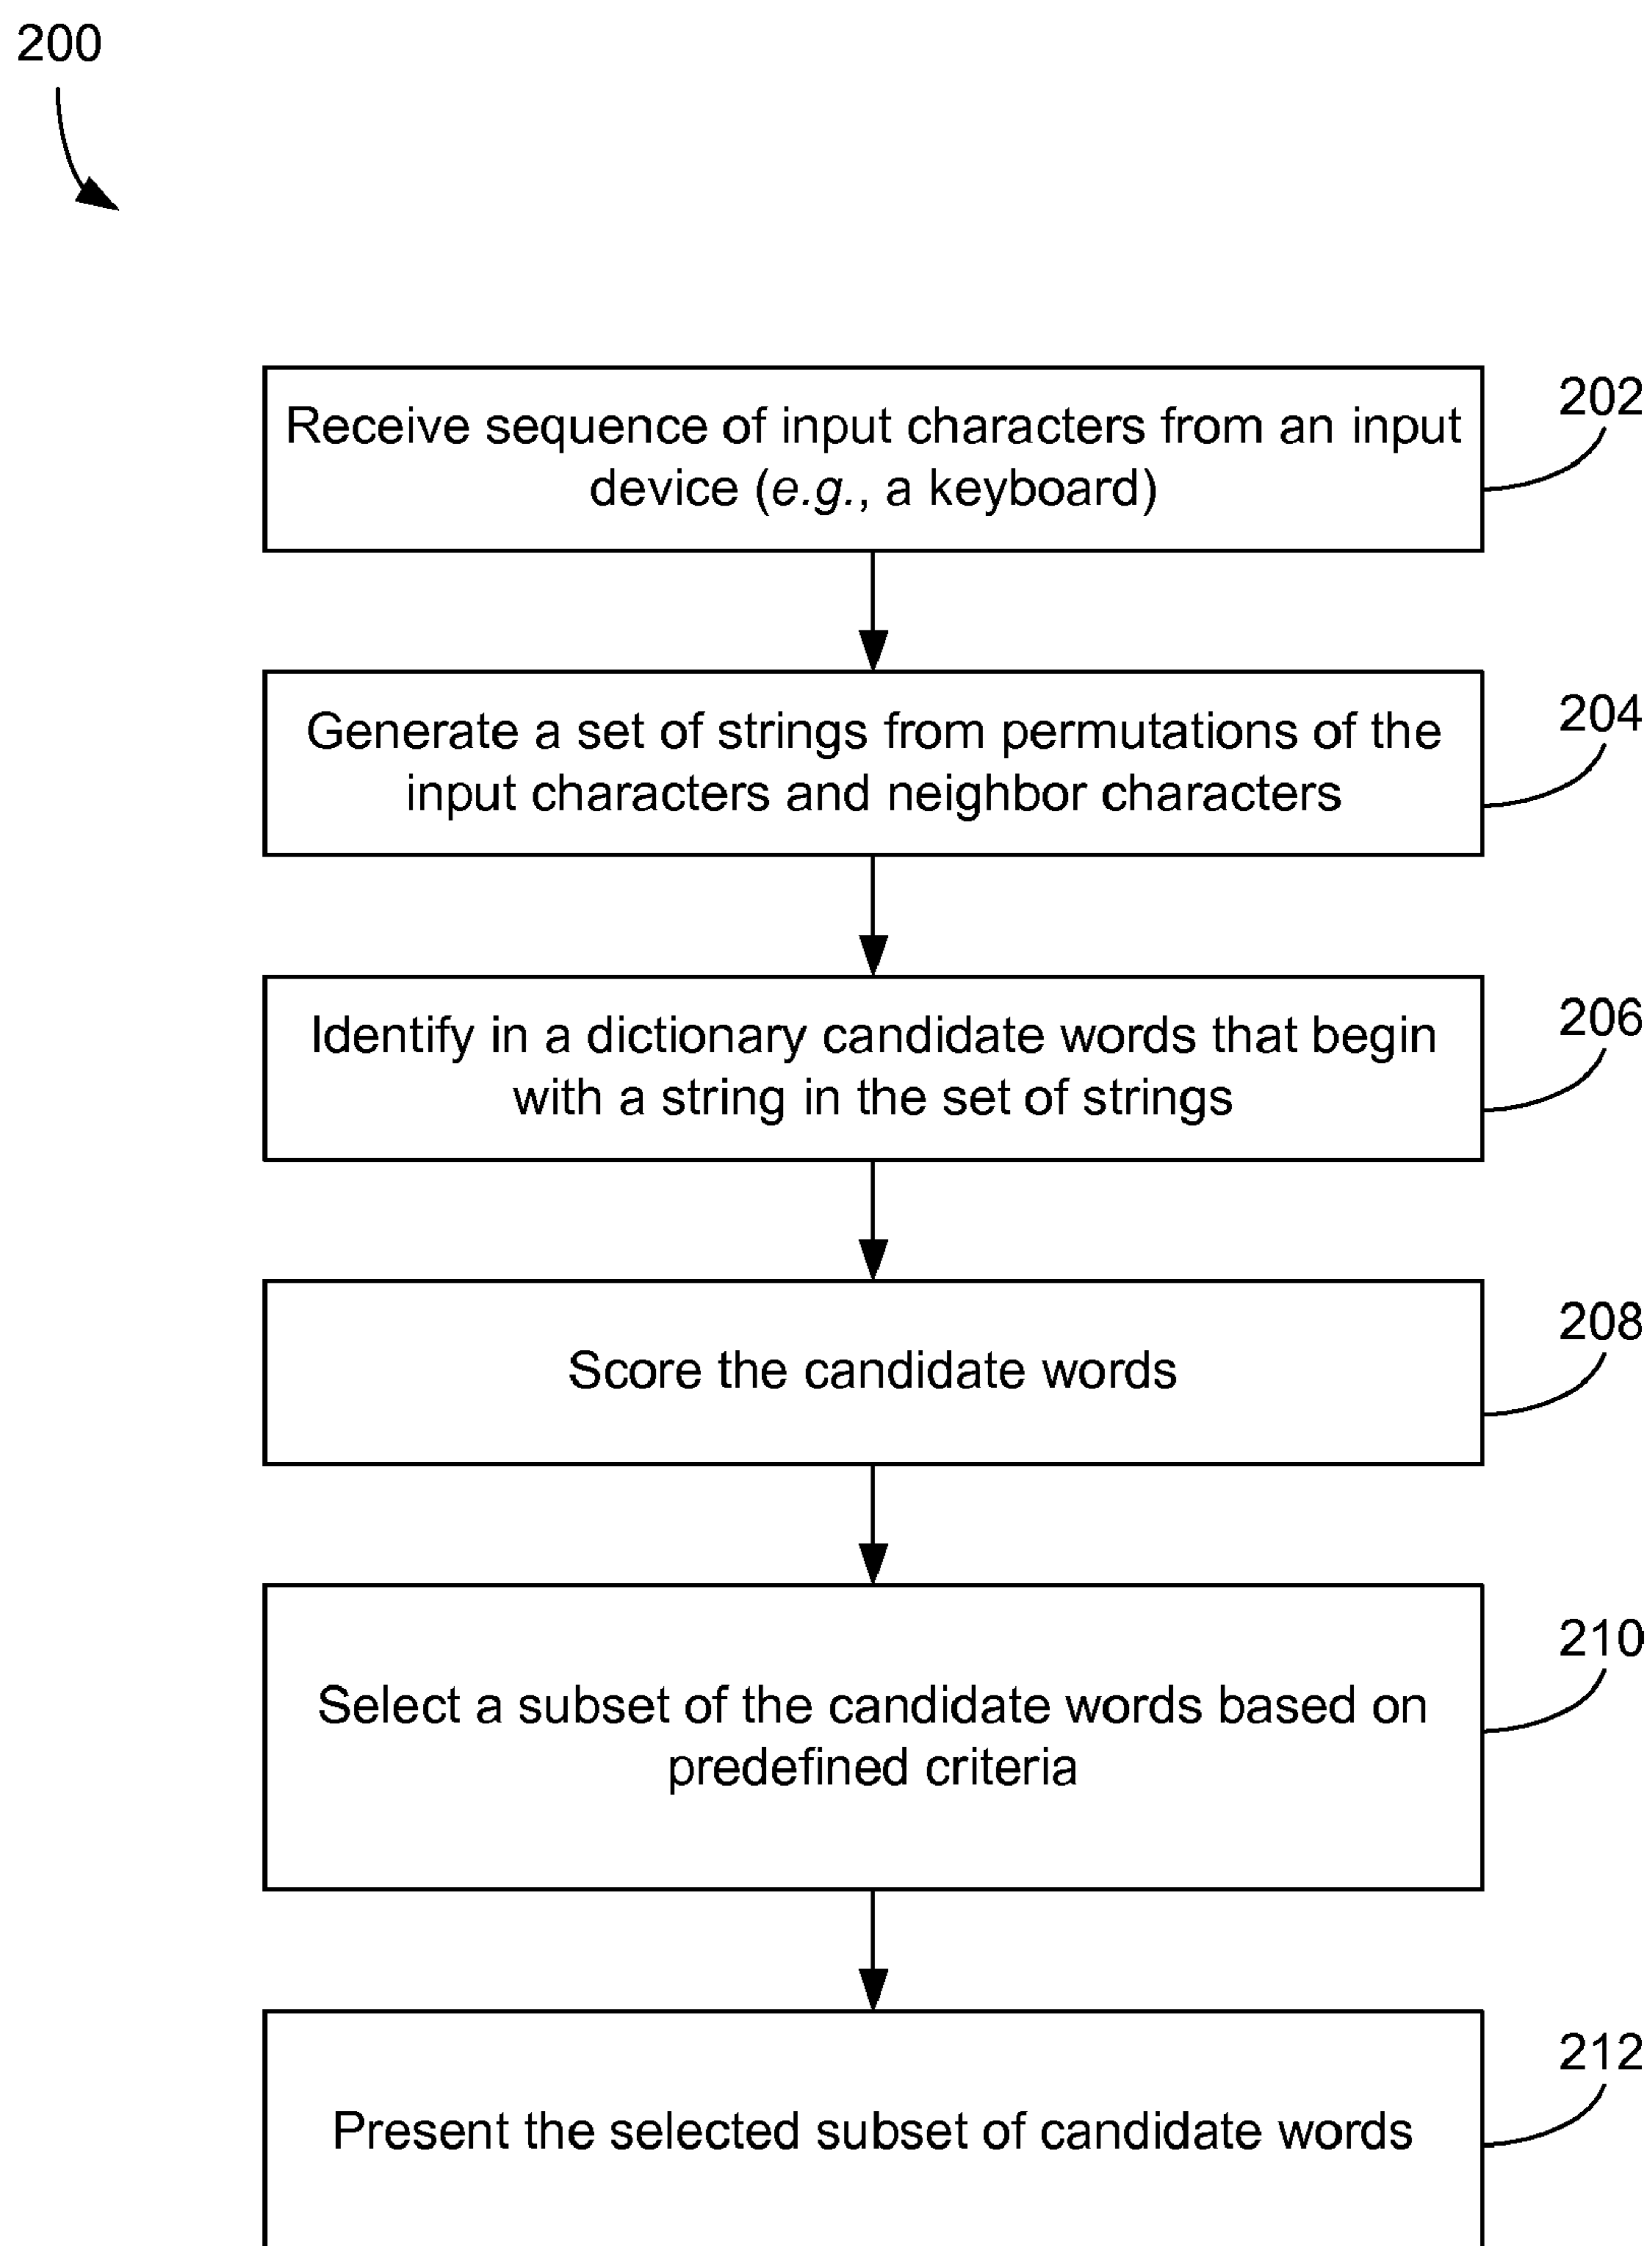 200
Receive sequence of input characters from an input
device (e.g., a keyboard)
202
Generate a set of strings from permutations of the
input characters and neighbor characters
204
Identify in a dictionary candidate words that begin
with a string in the set of strings
206
Score the candidate words
208
Select a subset of the candidate words based on
predefined criteria
210
Present the selected subset of candidate words
212